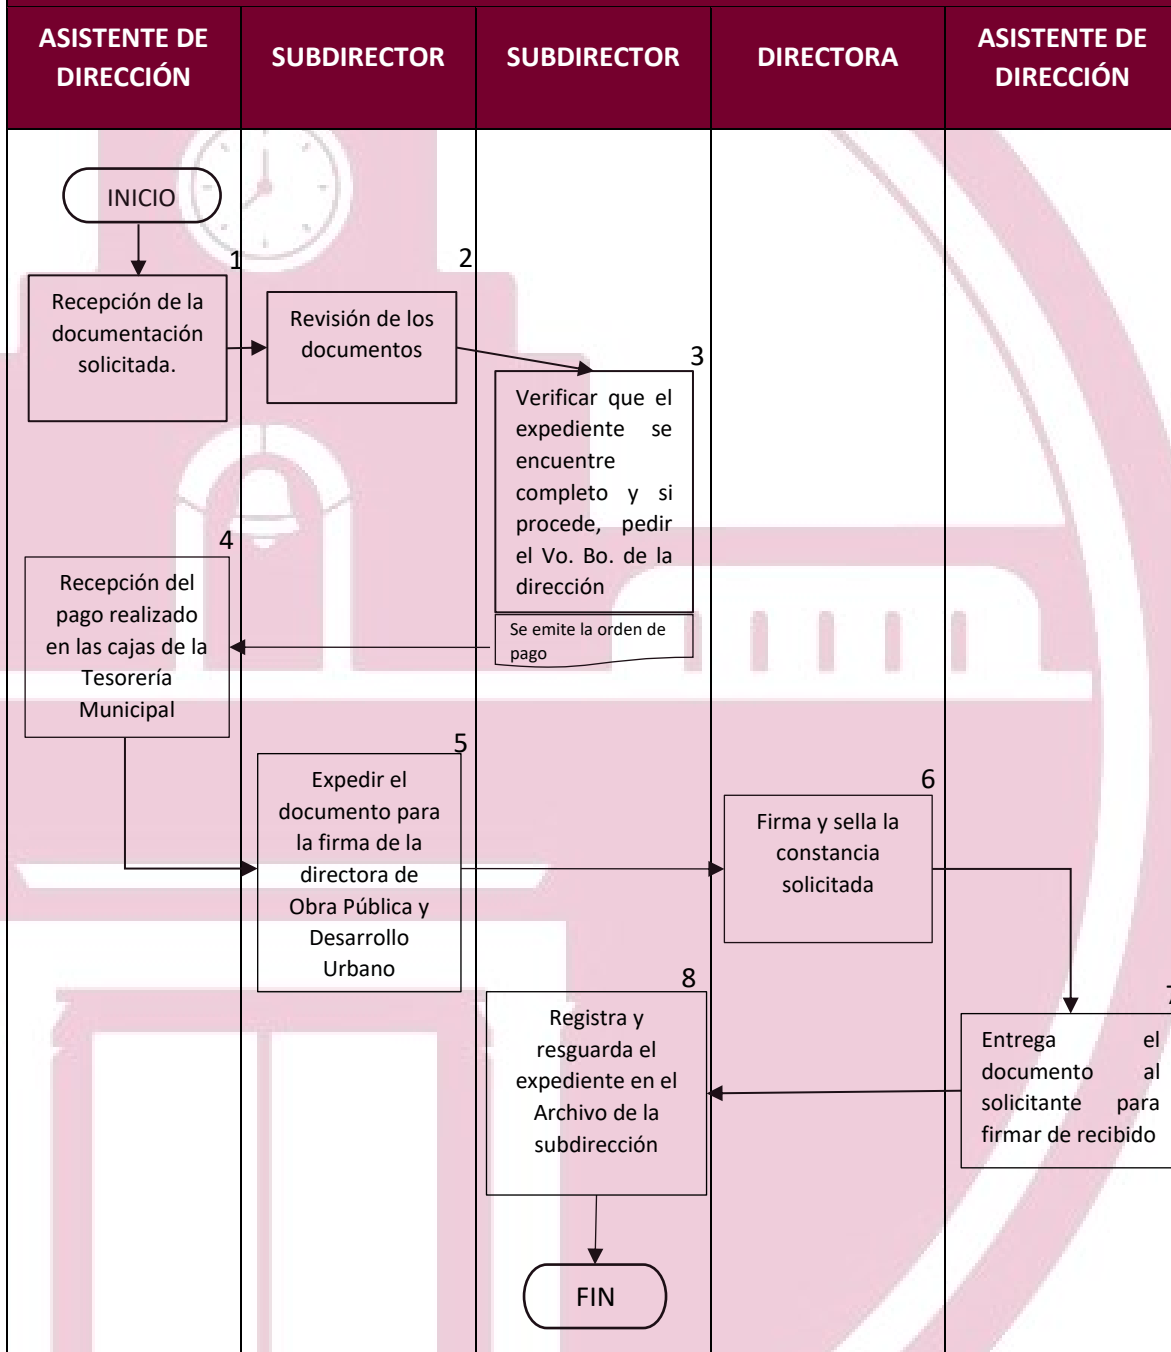 ASISTENTE DE
DIRECCIÓN
SUBDIRECTOR
SUBDIRECTOR
DIRECTORA
ASISTENTE DE
DIRECCIÓN
INICIO
1
Recepción de la
documentación
solicitada.
2
Revisión de los
documentos
3
Verificar que el
expediente se
encuentre
completo y si
procede, pedir
el Vo. Bo. de la
dirección
Se emite la orden de
pago
4
Recepción del
pago realizado
en las cajas de la
Tesorería
Municipal
5
Expedir el
documento para
la firma de la
directora de
Obra Pública y
Desarrollo
Urbano
6
Firma y sella la
constancia
solicitada
7
Entrega el
documento al
solicitante para
firmar de recibido
8
Registra y
resguarda el
expediente en el
Archivo de la
subdirección
FIN